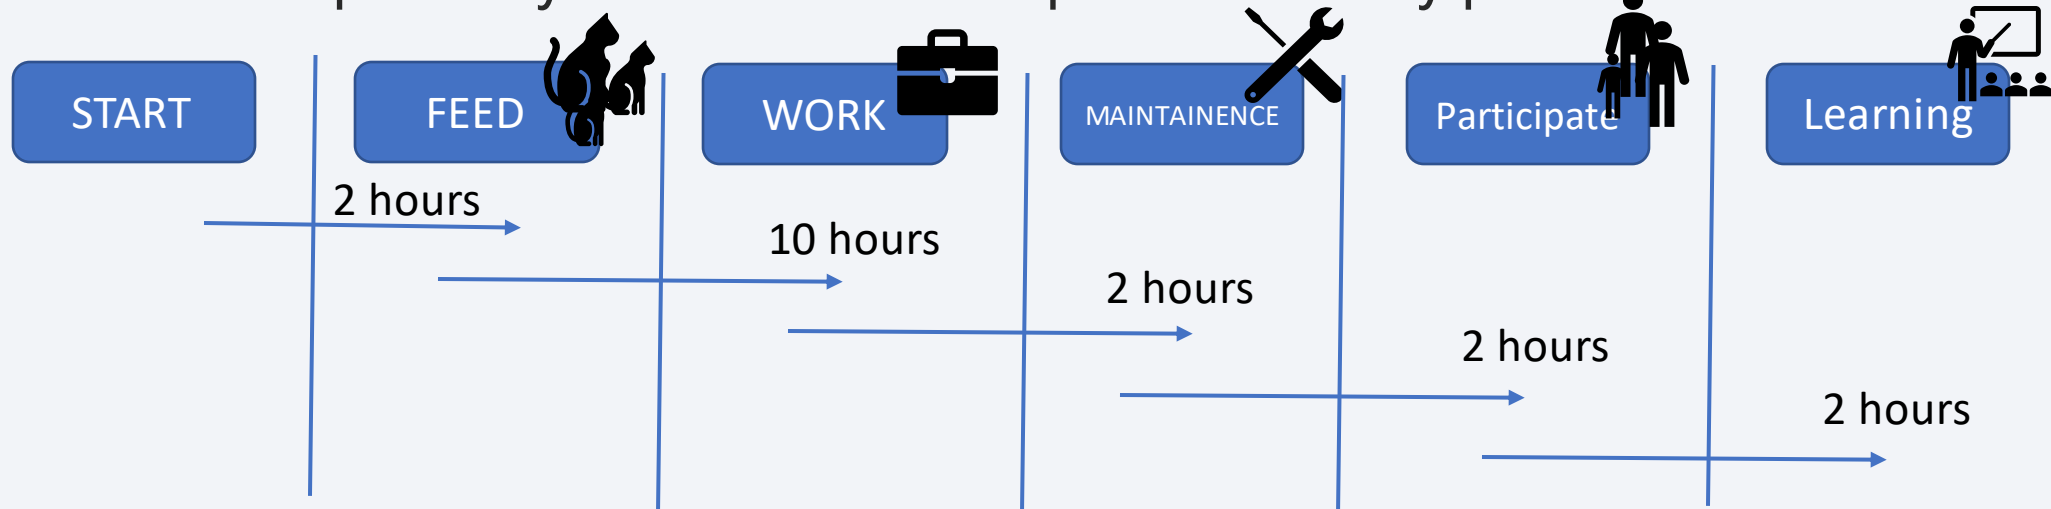 START
FEED
WORK
MAINTAINENCE
Participate
Learning
2 hours
10 hours
2 hours
2 hours
2 hours